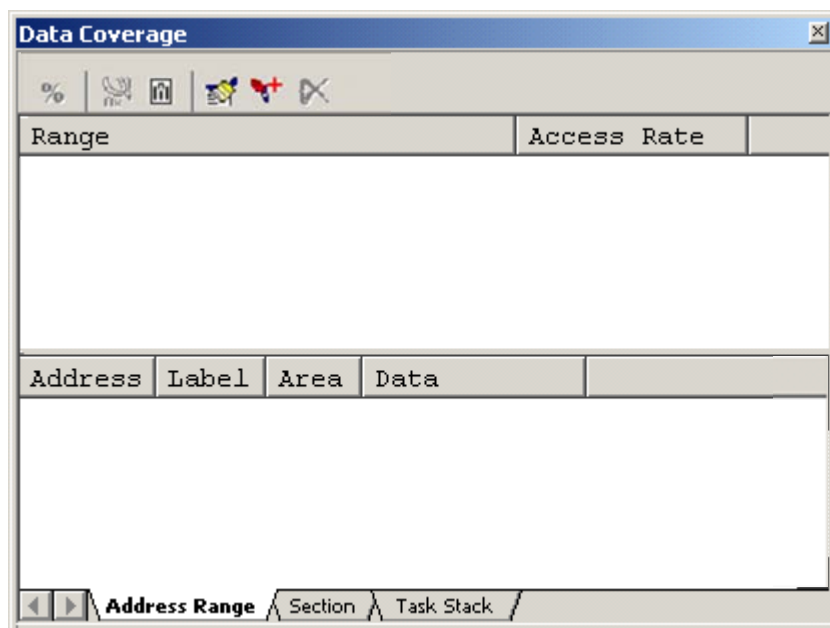 Data Coverage
%
Range Access Rate
Address Label Area Data
Address Range Section Task Stack